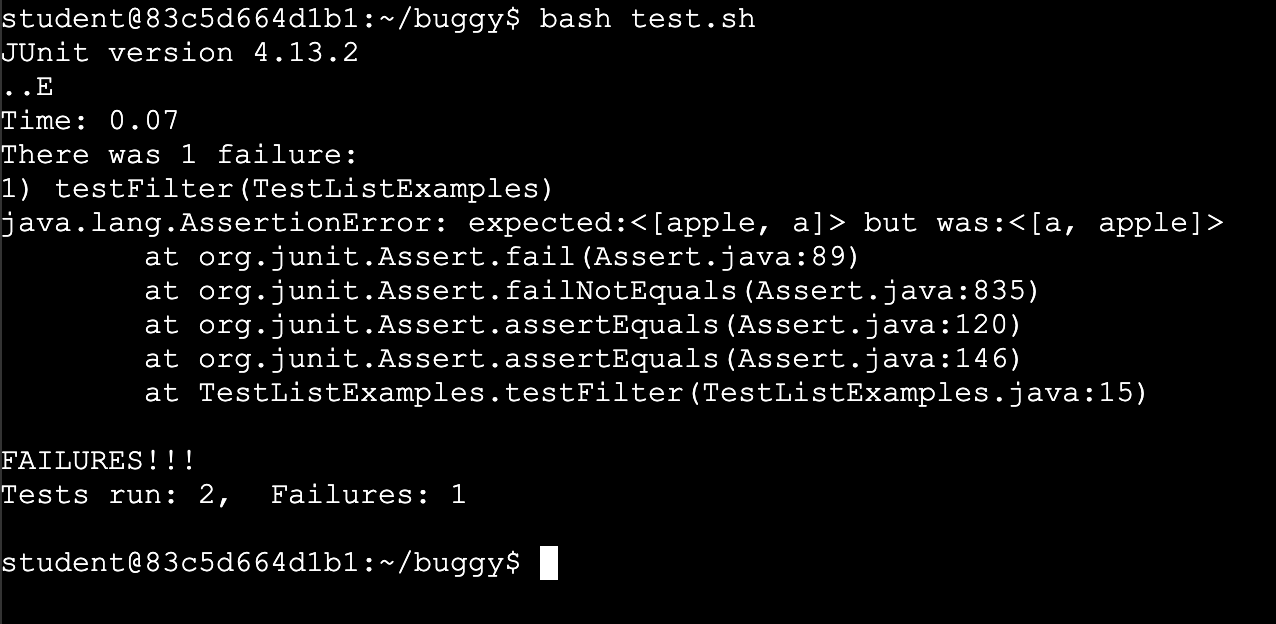 student@83c5d664d1b1:~/buggy$ bash test.sh
JUnit version 4.13.2
..E
Time: 0.07
There was 1 failure:
1) testFilter(TestListExamples)
java.lang.AssertionError: expected:<[apple, a]> but was:<[a, apple]>
        at org.junit.Assert.fail(Assert.java:89)
        at org.junit.Assert.failNotEquals(Assert.java:835)
        at org.junit.Assert.assertEquals(Assert.java:120)
        at org.junit.Assert.assertEquals(Assert.java:146)
        at TestListExamples.testFilter(TestListExamples.java:15)
FAILURES!!!
Tests run: 2,  Failures: 1
student@83c5d664d1b1:~/buggy$